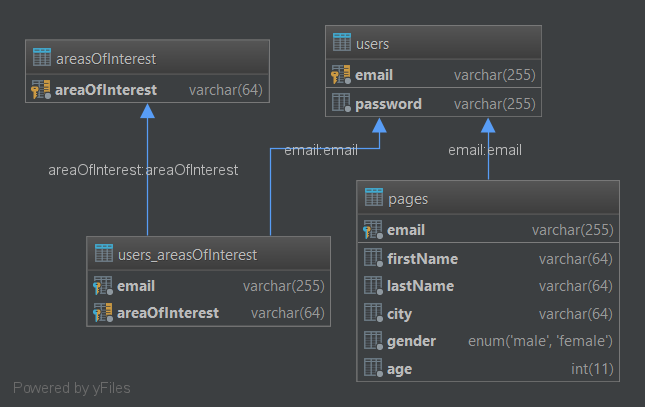 areasOfInterest
areaOfInterest varchar(64)
users
email varchar(255)
password varchar(255)
areaOfInterest:areaOfInterest
email:email
email:email
users_areasOfInterest
email varchar(255)
areaOfInterest varchar(64)
pages
email varchar(255)
firstName varchar(64)
lastName varchar(64)
city varchar(64)
gender enum('male', 'female')
age int(11)
Powered by yFiles